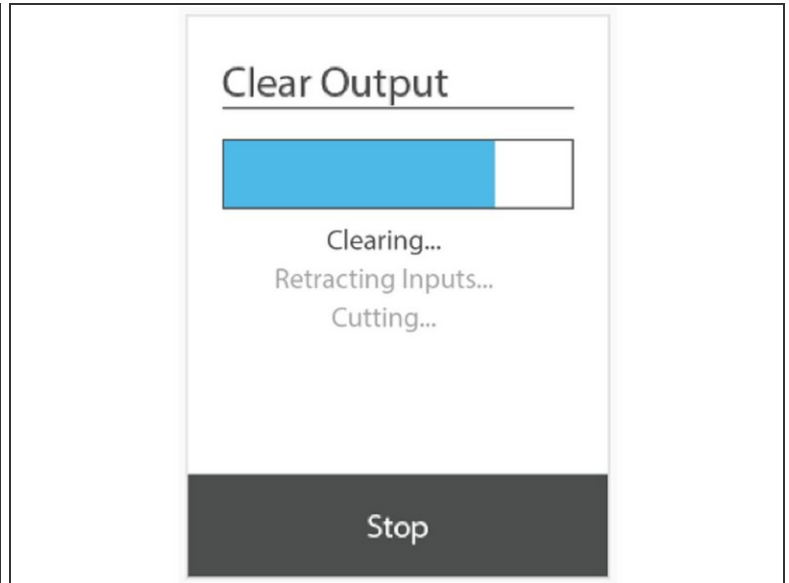 Clear Output
Clearing...
Retracting Inputs...
Cutting...
Stop